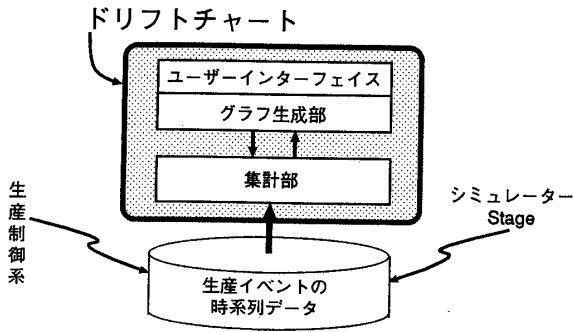 ドリフトチャート
ユーザーインターフェイス
グラフ生成部
集計部
生産制御系
シミュレーター
Stage
生産イベントの
時系列データ